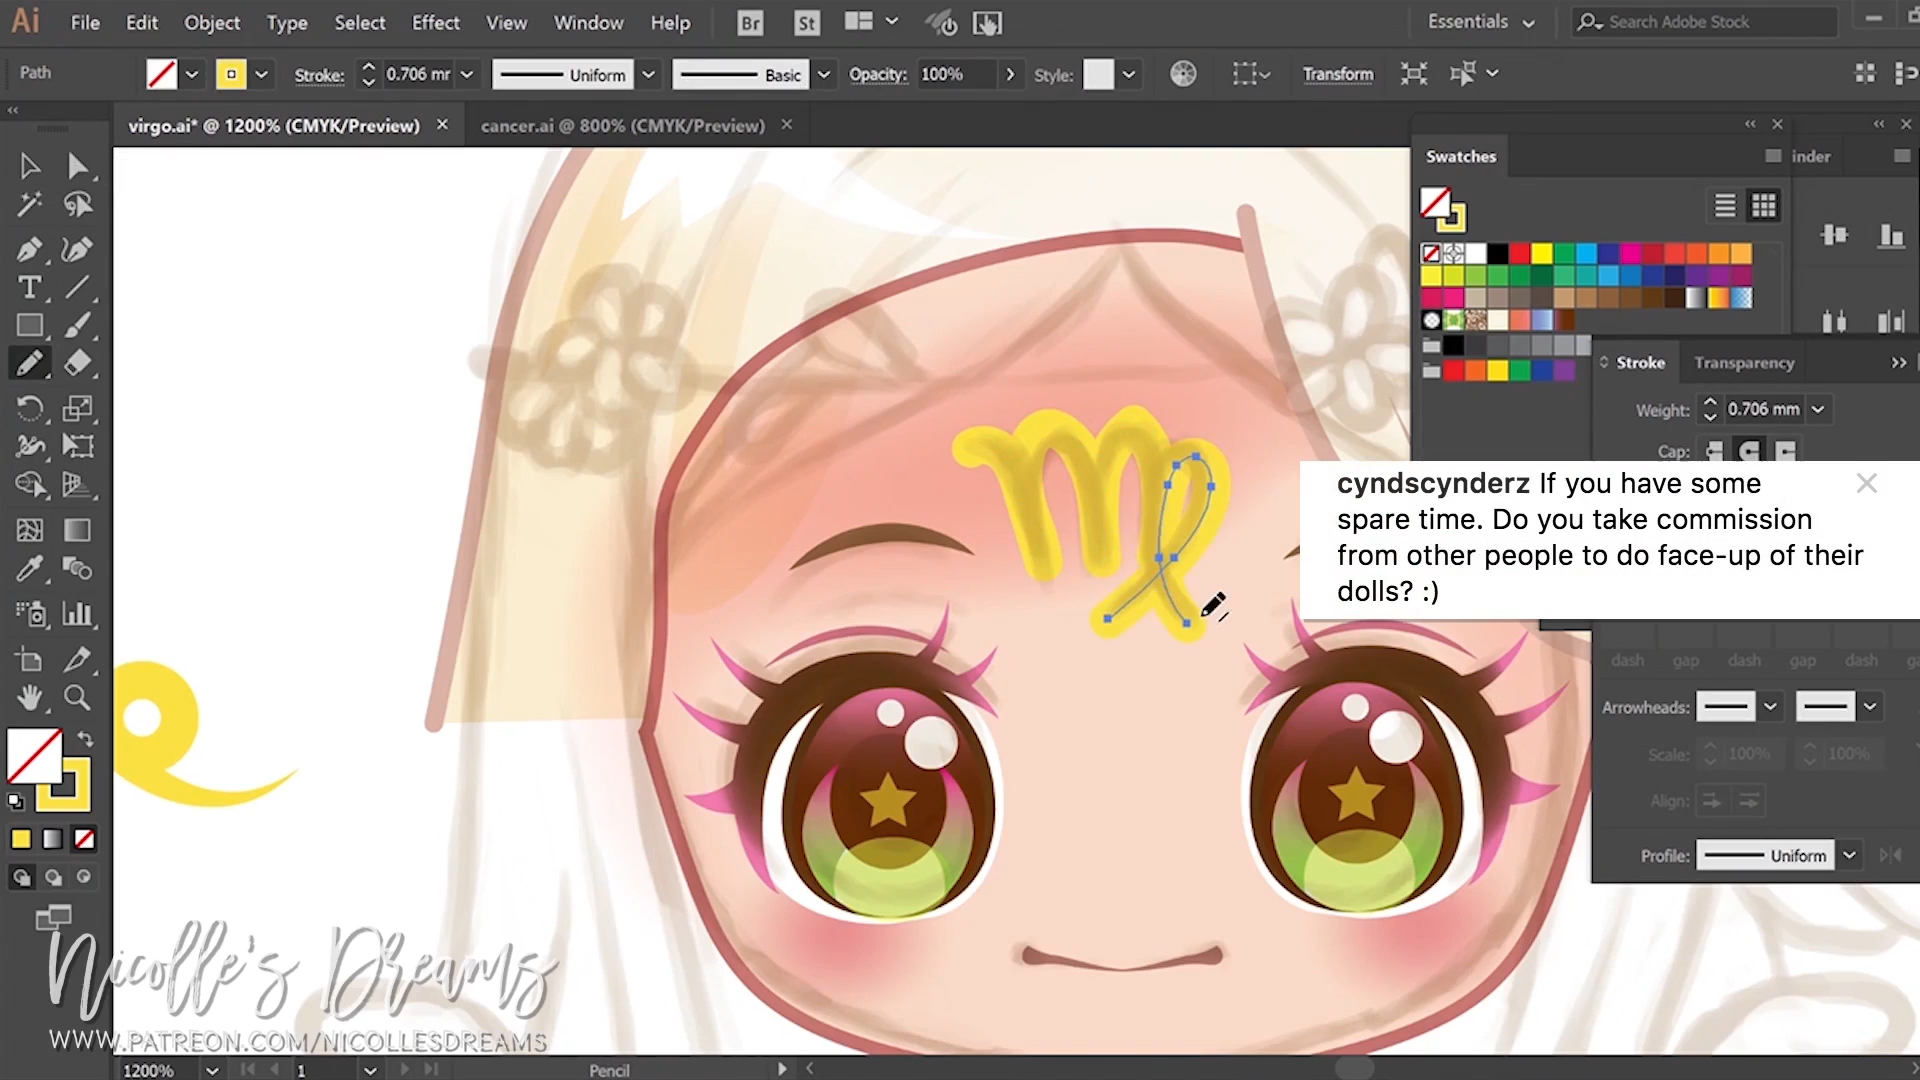 Ai File Edit Object Type Select Effect View Window Help Br St Essentials Search Adobe Stock
Path Stroke: 0.706 mr Uniform Basic Opacity: 100% Style: Transform
virgo.ai* @ 1200% (CMYK/Preview) cancer.ai @ 800% (CMYK/Preview)
Swatches inder
Stroke Transparency
Weight: 0.706 mm
Cap:
cyndscynderz If you have some
spare time. Do you take commission
from other people to do face-up of their
dolls? :)
dash gap dash gap dash
Arrowheads:
Scale: 100% 100%
Align:
Profile: Uniform
Nicolle's Dreams
WWW.PATREON.COM/NICOLLESDREAMS
1200% 1 Pencil